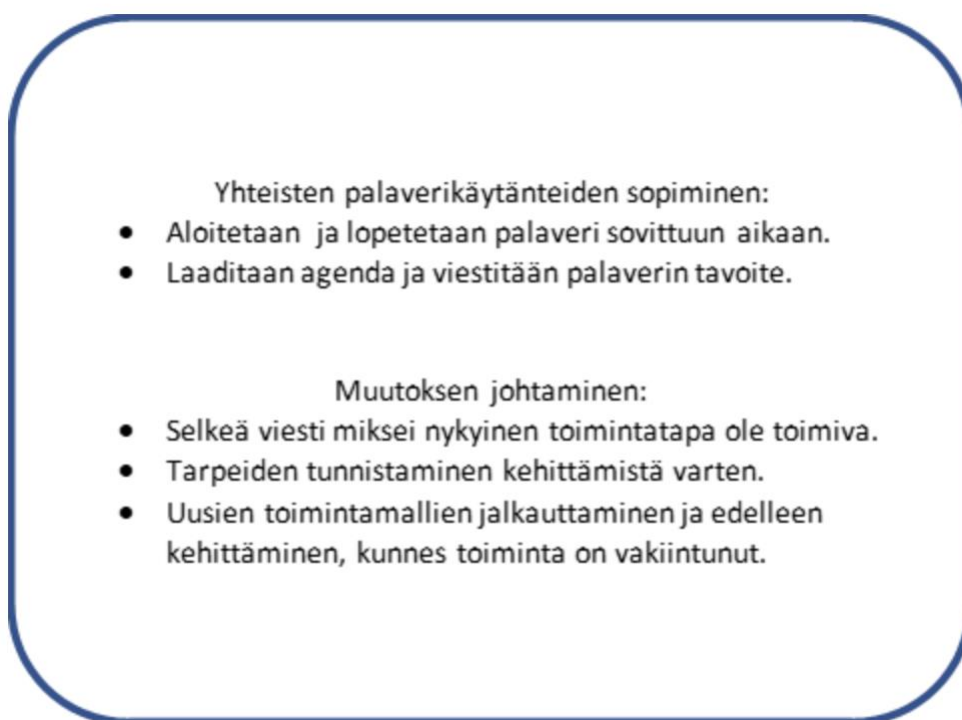 Yhteisten palaverikäytänteiden sopiminen:
• Aloitetaan ja lopetetaan palaveri sovittuun aikaan.
• Laaditaan agenda ja viestitään palaverin tavoite.
Muutoksen johtaminen:
• Selkeä viesti miksei nykyinen toimintatapa ole toimiva.
• Tarpeiden tunnistaminen kehittämistä varten.
• Uusien toimintamallien jalkauttaminen ja edelleen
kehittäminen, kunnes toiminta on vakiintunut.